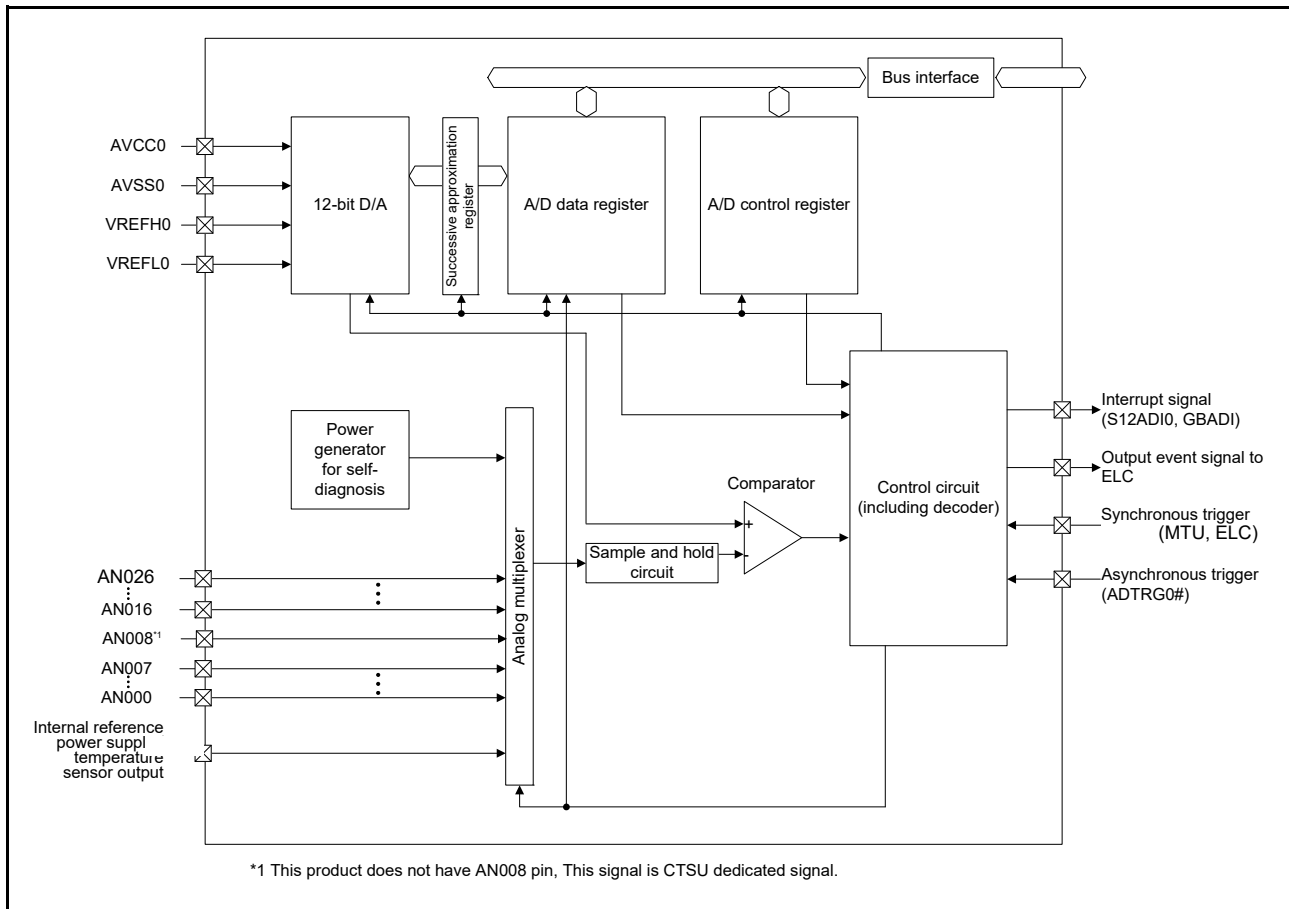 Bus interface
AVCC0
AVSS0
VREFH0
VREFL0
12-bit D/A
Successive approximation
register
A/D data register
A/D control register
Interrupt signal
(S12ADI0, GBADI)
Output event signal to
ELC
Synchronous trigger
(MTU, ELC)
Asynchronous trigger
(ADTRG0#)
Control circuit
(including decoder)
Power
generator
for self-
diagnosis
Comparator
+
-
Sample and hold
circuit
Analog multiplexer
AN026
AN016
AN008*1
AN007
AN000
Internal reference
power suppl
temperature
sensor output
*1 This product does not have AN008 pin, This signal is CTSU dedicated signal.